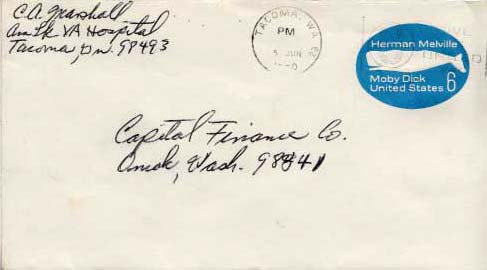 C.A. Marshall
Am Lk VA Hospital
Tacoma, Wn. 98493
TACOMA, WA
PM
5 JUN
Herman Melville
Moby Dick
United States 6
Capital Finance Co.
Omak, Wash. 98841